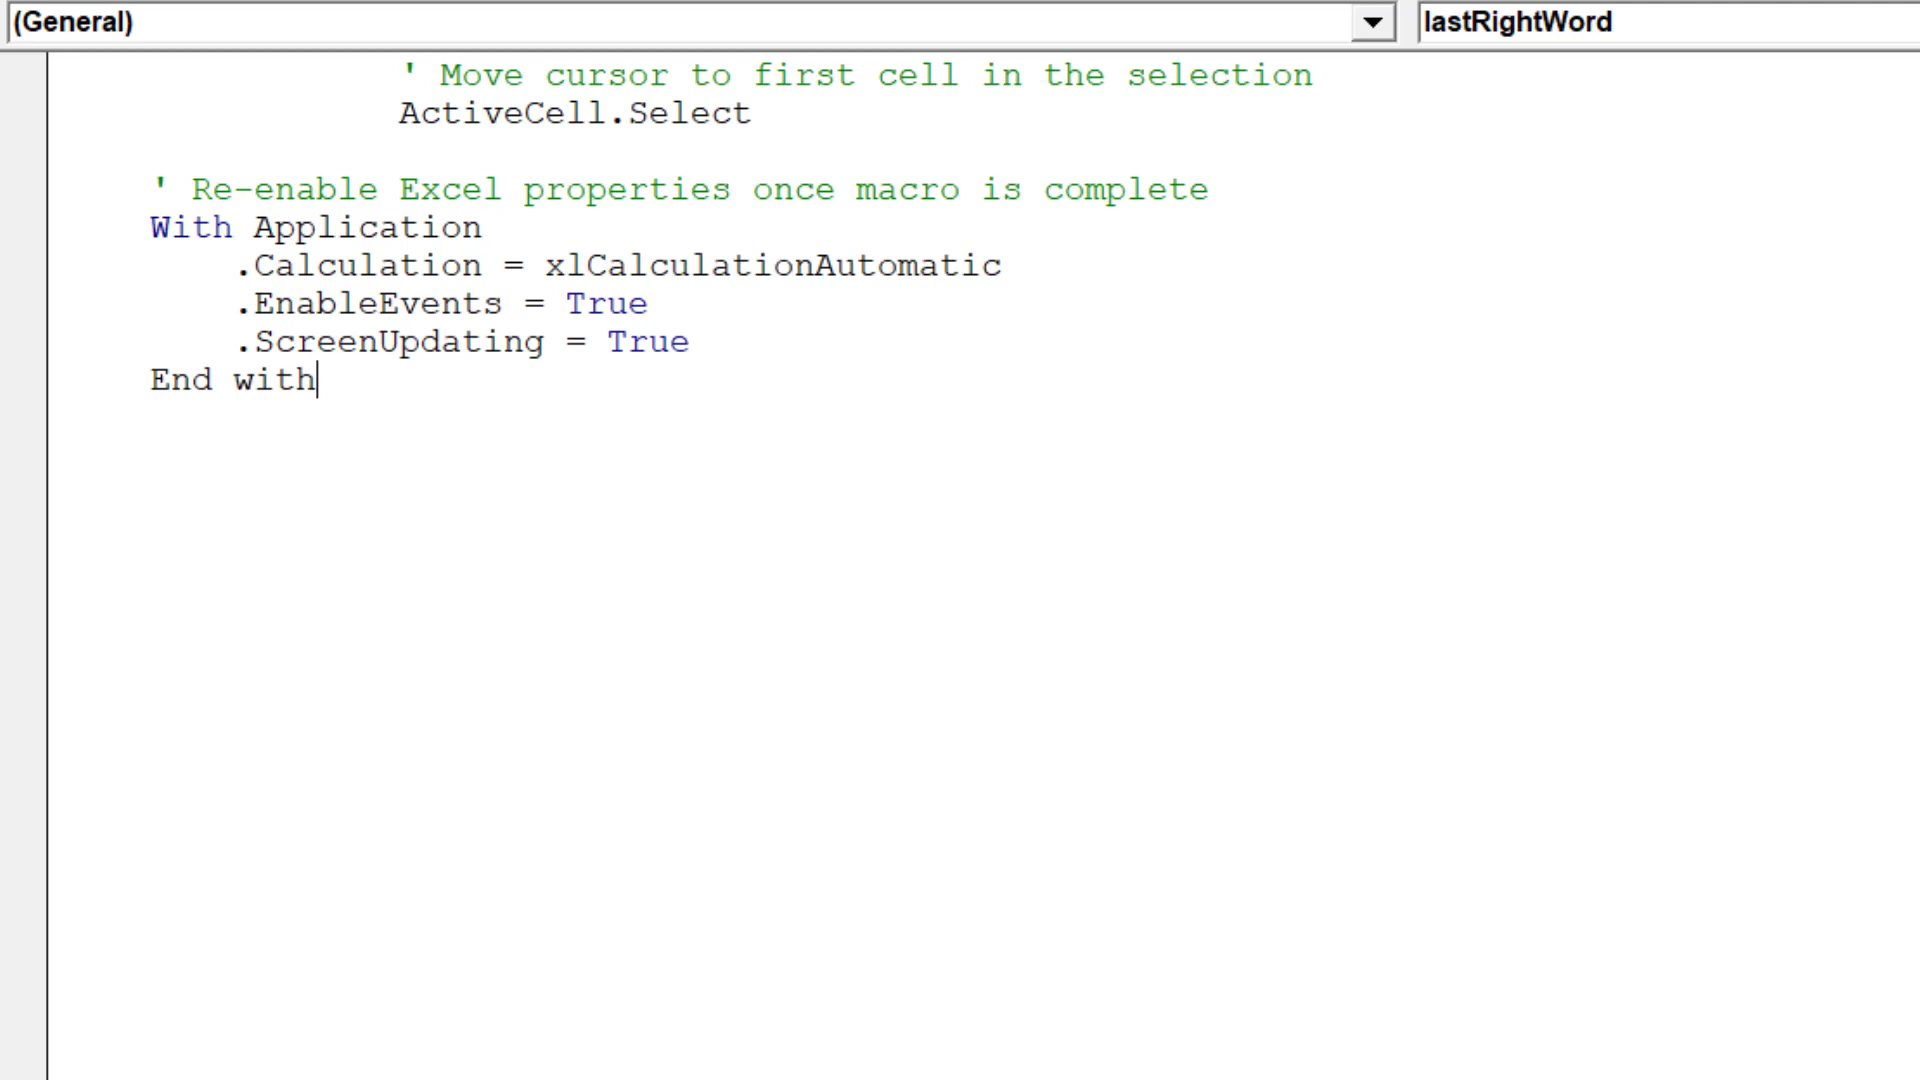 (General)
lastRightWord
' Move cursor to first cell in the selection
ActiveCell.Select
' Re-enable Excel properties once macro is complete
With Application
.Calculation = xlCalculationAutomatic
.EnableEvents = True
.ScreenUpdating = True
End with